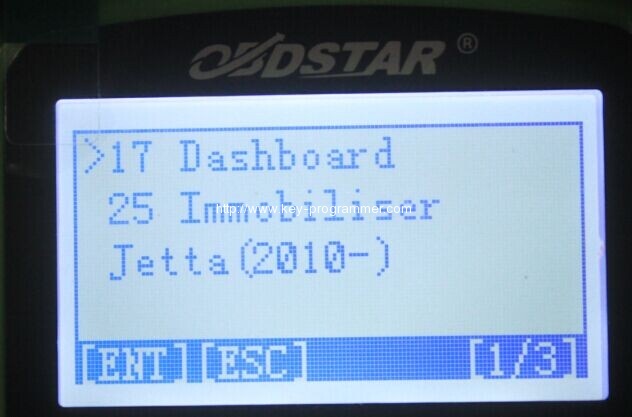 OBDSTAR®
>17 Dashboard
25 Immobiliser
http://www.key-programmer.com
Jetta(2010-)
[ENT] [ESC] [1/3]